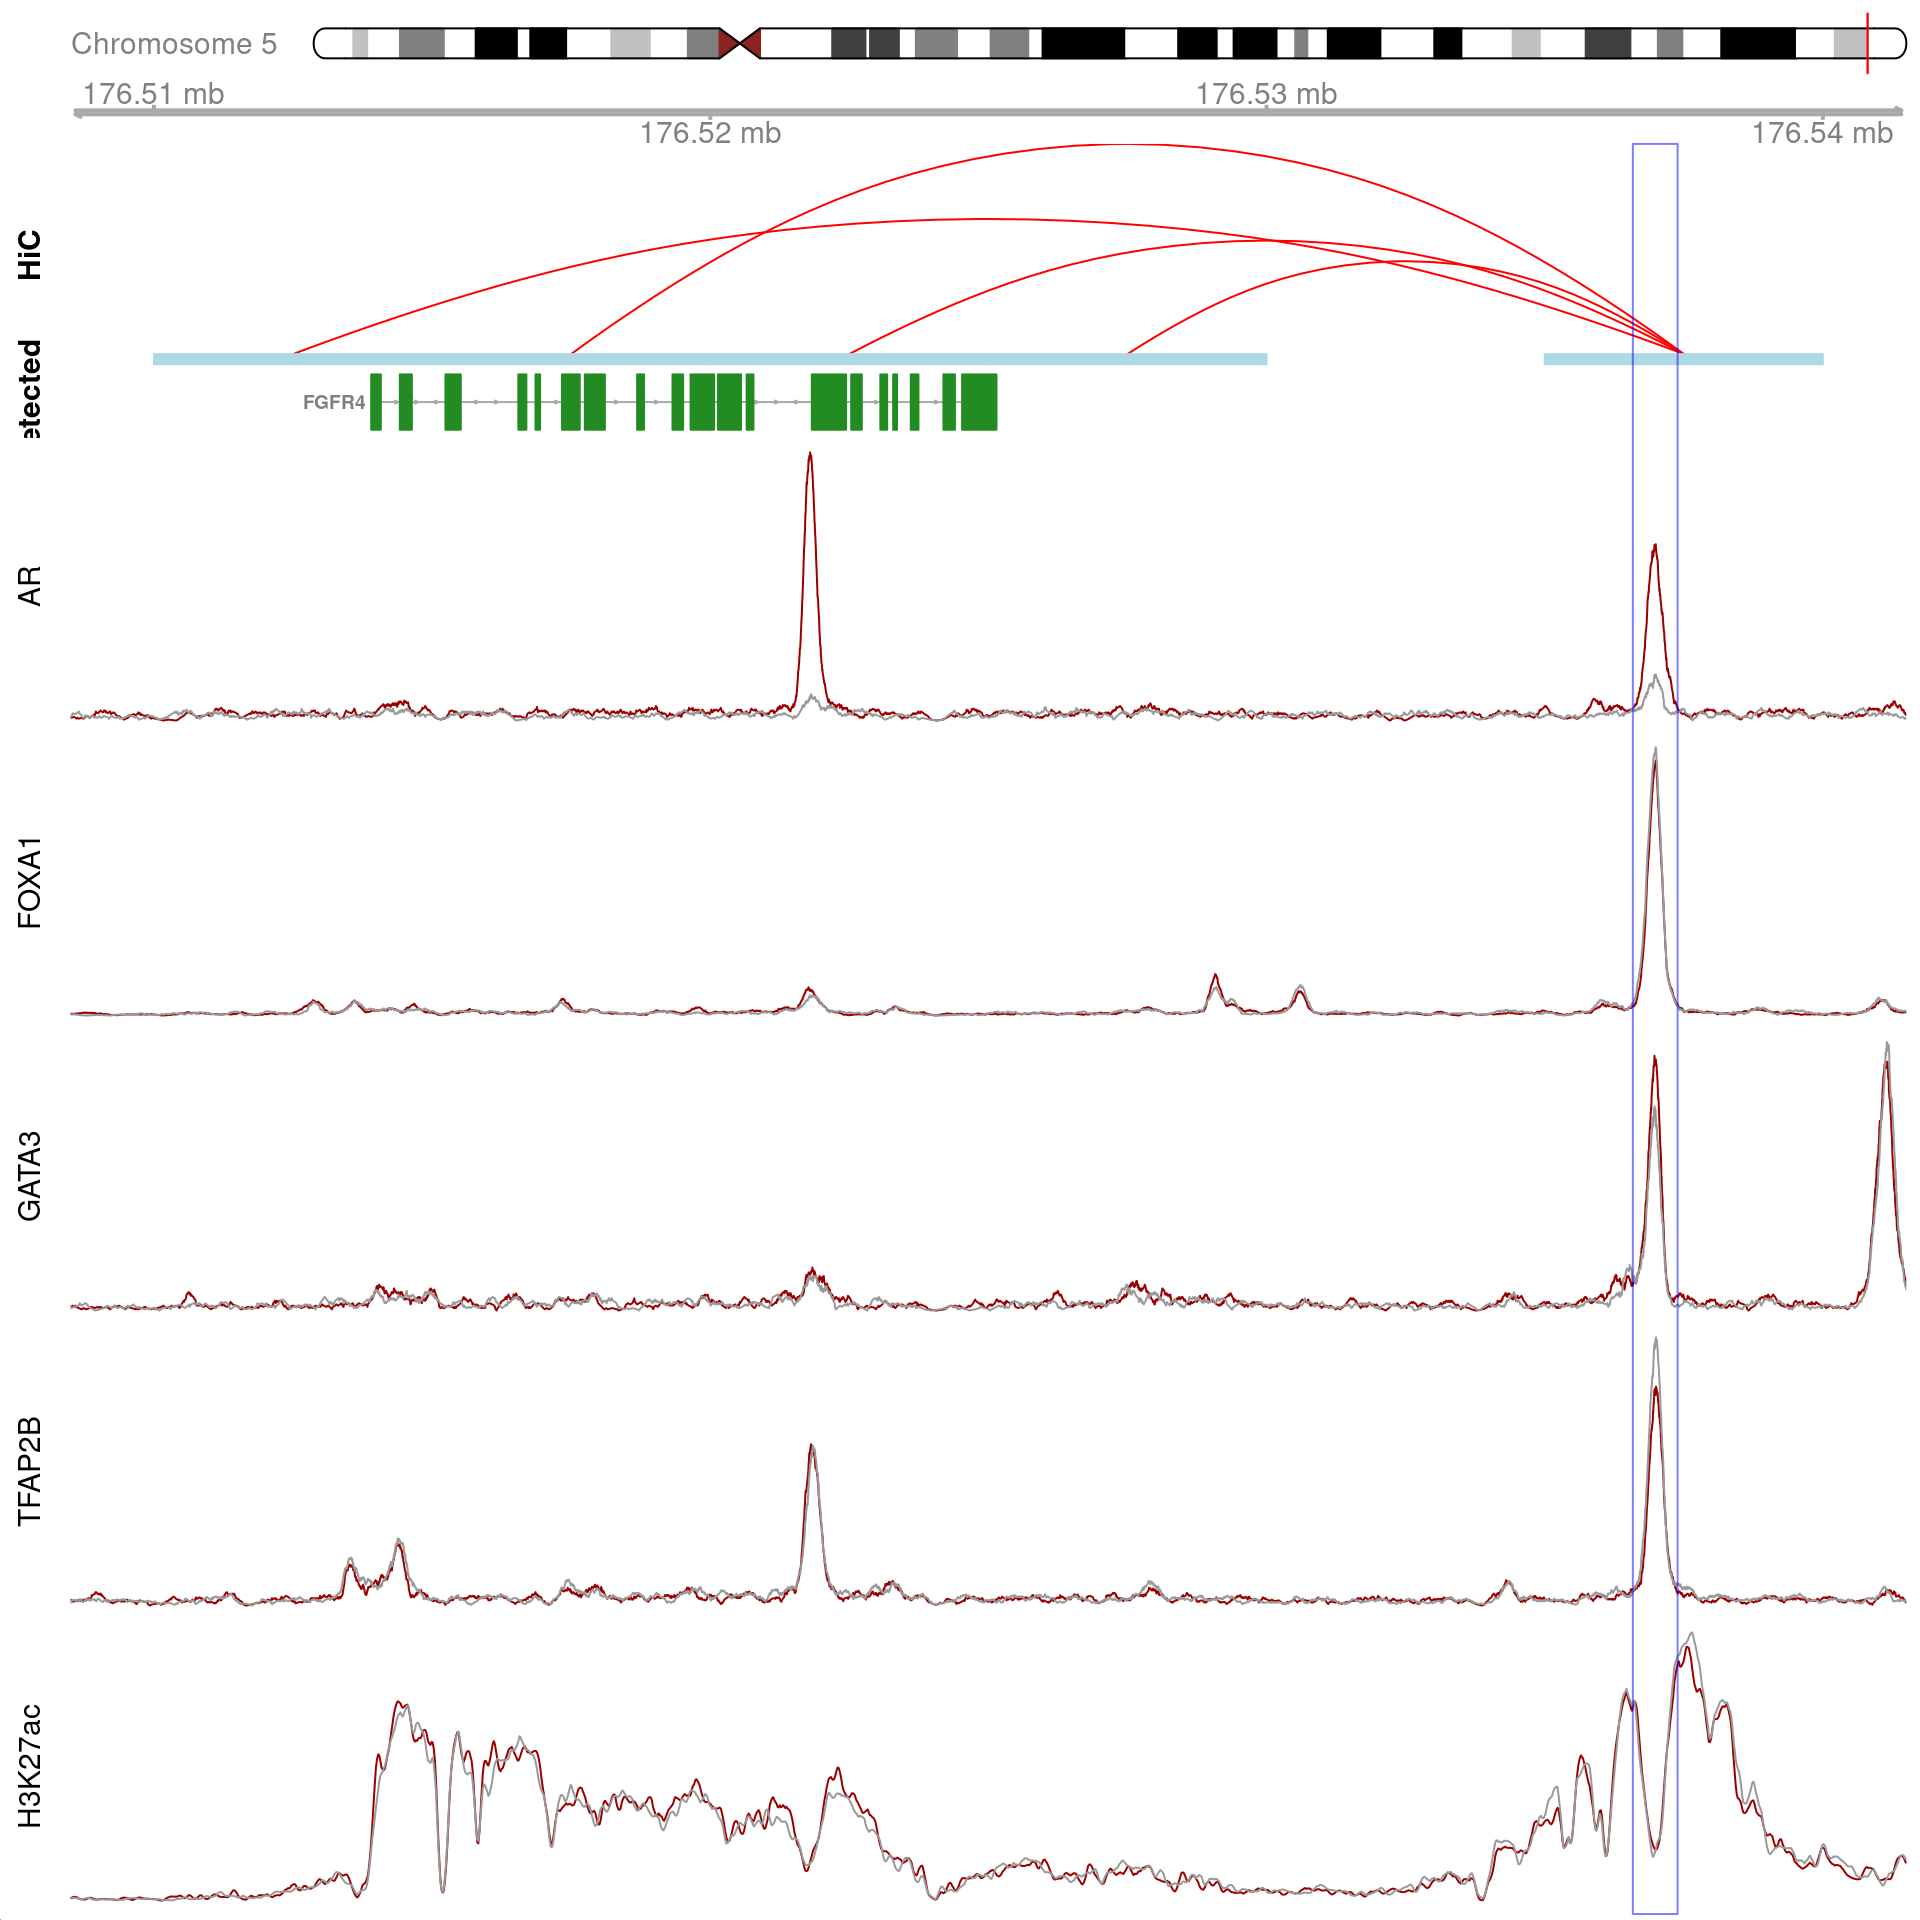 Chromosome 5
176.51 mb
176.53 mb
176.52 mb
176.54 mb
HiC
etected
FGFR4
AR
FOXA1
GATA3
TFAP2B
H3K27ac